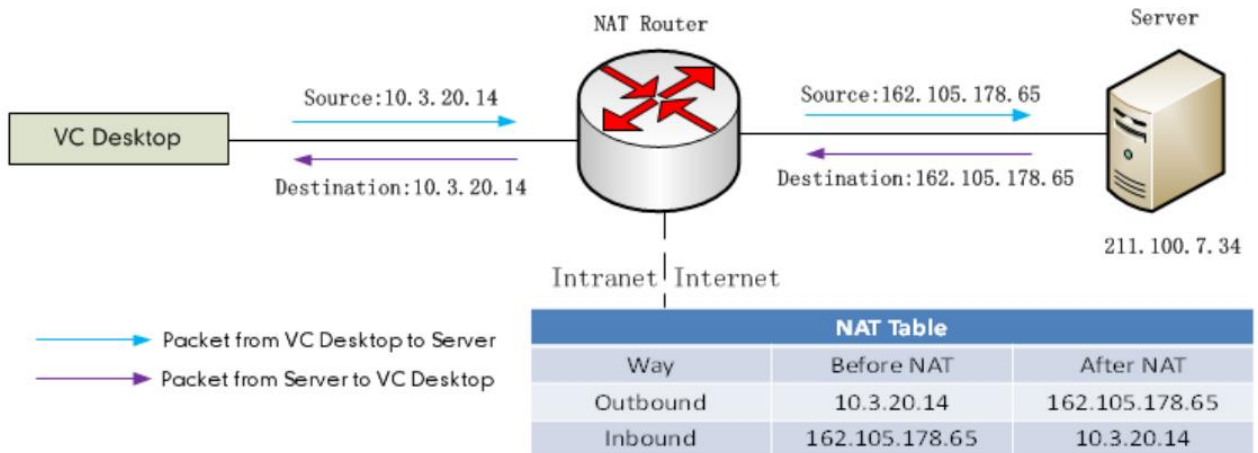 NAT Router
Server
Source:10.3.20.14
Source:162.105.178.65
VC Desktop
Destination:10.3.20.14
Destination:162.105.178.65
211.100.7.34
Intranet Internet
Packet from VC Desktop to Server
Packet from Server to VC Desktop
NAT Table
Way Before NAT After NAT
Outbound 10.3.20.14 162.105.178.65
Inbound 162.105.178.65 10.3.20.14